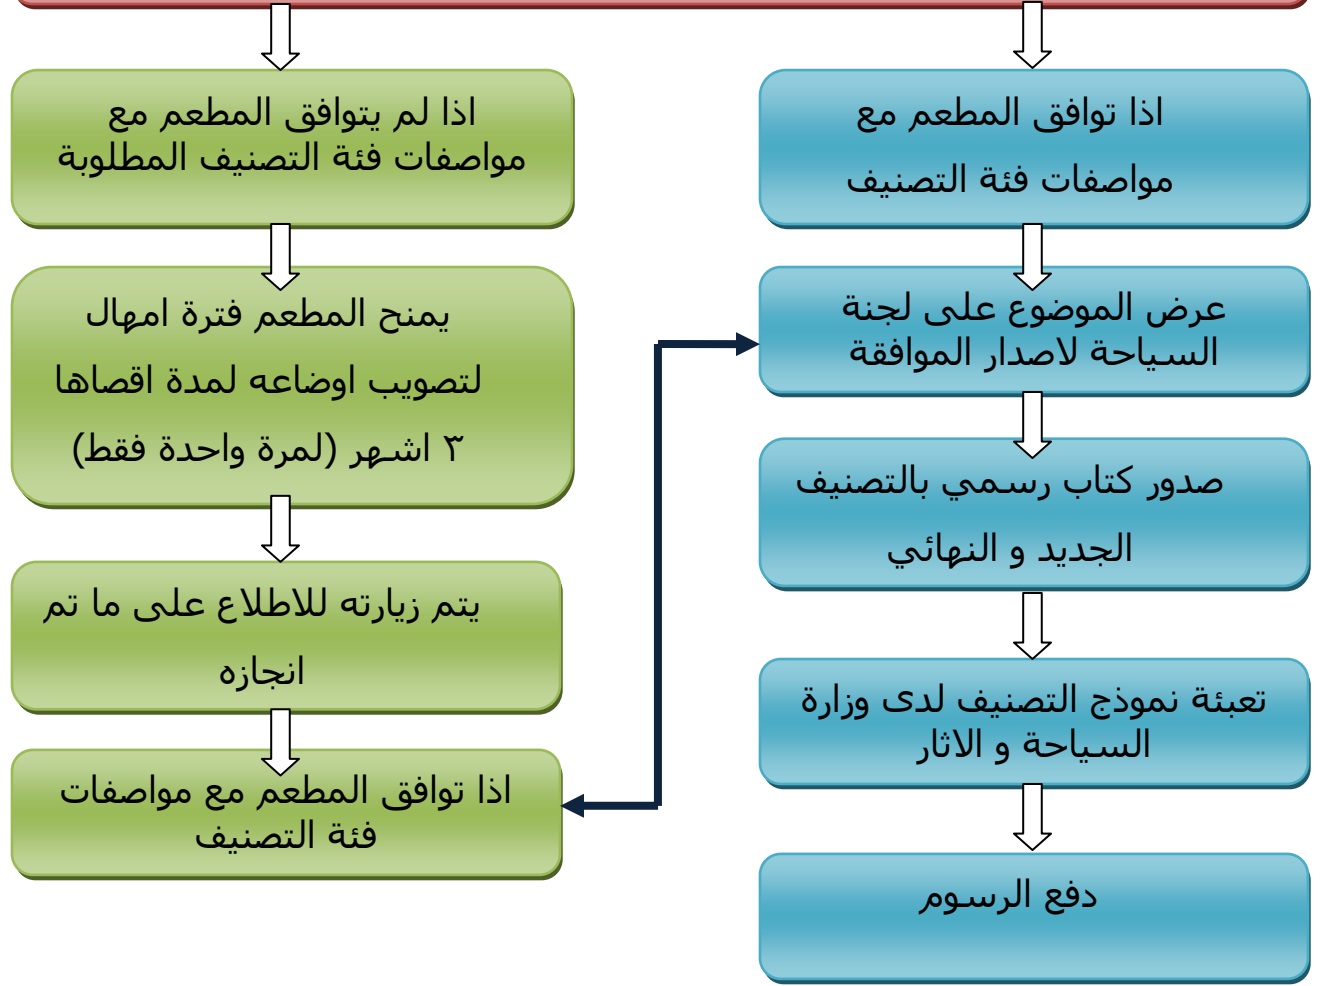 اذا توافق المطعم مع
مواصفات فئة التصنيف
عرض الموضوع على لجنة
السياحة لاصدار الموافقة
صدور كتاب رسمي بالتصنيف
الجديد و النهائي
تعبئة نموذج التصنيف لدى وزارة
السياحة و الاثار
دفع الرسوم
اذا لم يتوافق المطعم مع
مواصفات فئة التصنيف المطلوبة
يمنح المطعم فترة امهال
لتصويب اوضاعه لمدة اقصاها
٣ اشهر (لمرة واحدة فقط)
يتم زيارته للاطلاع على ما تم
انجازه
اذا توافق المطعم مع مواصفات
فئة التصنيف